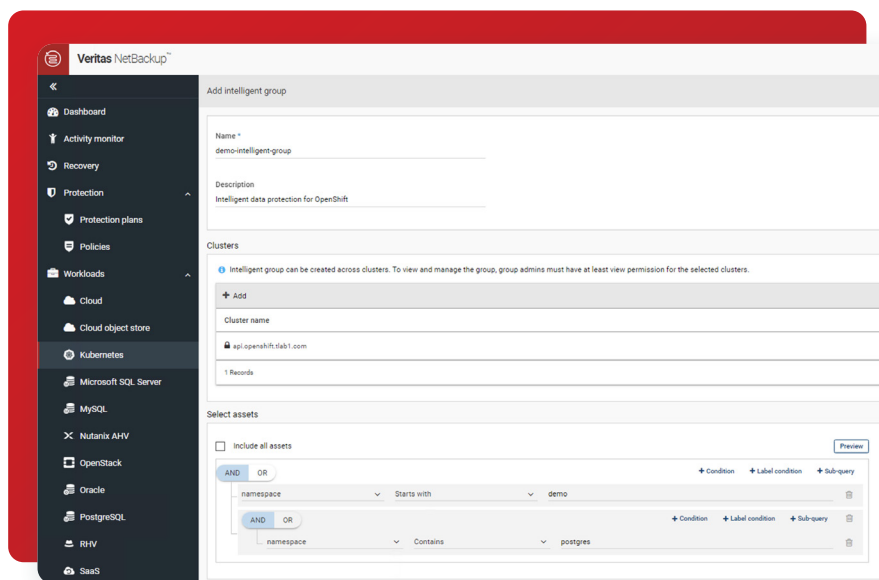 Veritas NetBackup™
Dashboard
Activity monitor
Recovery
Protection
Protection plans
Policies
Workloads
Cloud
Cloud object store
Kubernetes
Microsoft SQL Server
MySQL
Nutanix AHV
OpenStack
Oracle
PostgreSQL
RHV
SaaS
Add intelligent group
Name *
demo-intelligent-group
Description
Intelligent data protection for OpenShift
Clusters
Intelligent group can be created across clusters. To view and manage the group, group admins must have at least view permission for the selected clusters.
+ Add
Cluster name
api.openshift.tlab1.com
1 Records
Select assets
Include all assets
Preview
AND OR + Condition + Label condition + Sub-query
namespace Starts with demo
AND OR + Condition + Label condition + Sub-query
namespace Contains postgres